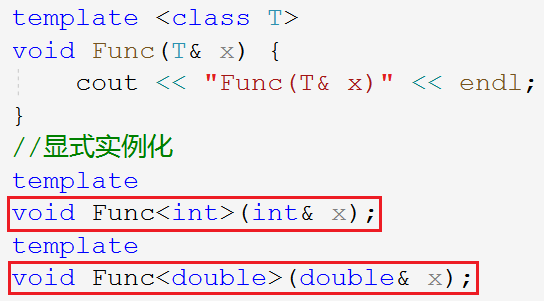 template <class T>
void Func(T& x) {
cout << "Func(T& x)" << endl;
}
//显式实例化
template
void Func<int>(int& x);
template
void Func<double>(double& x);